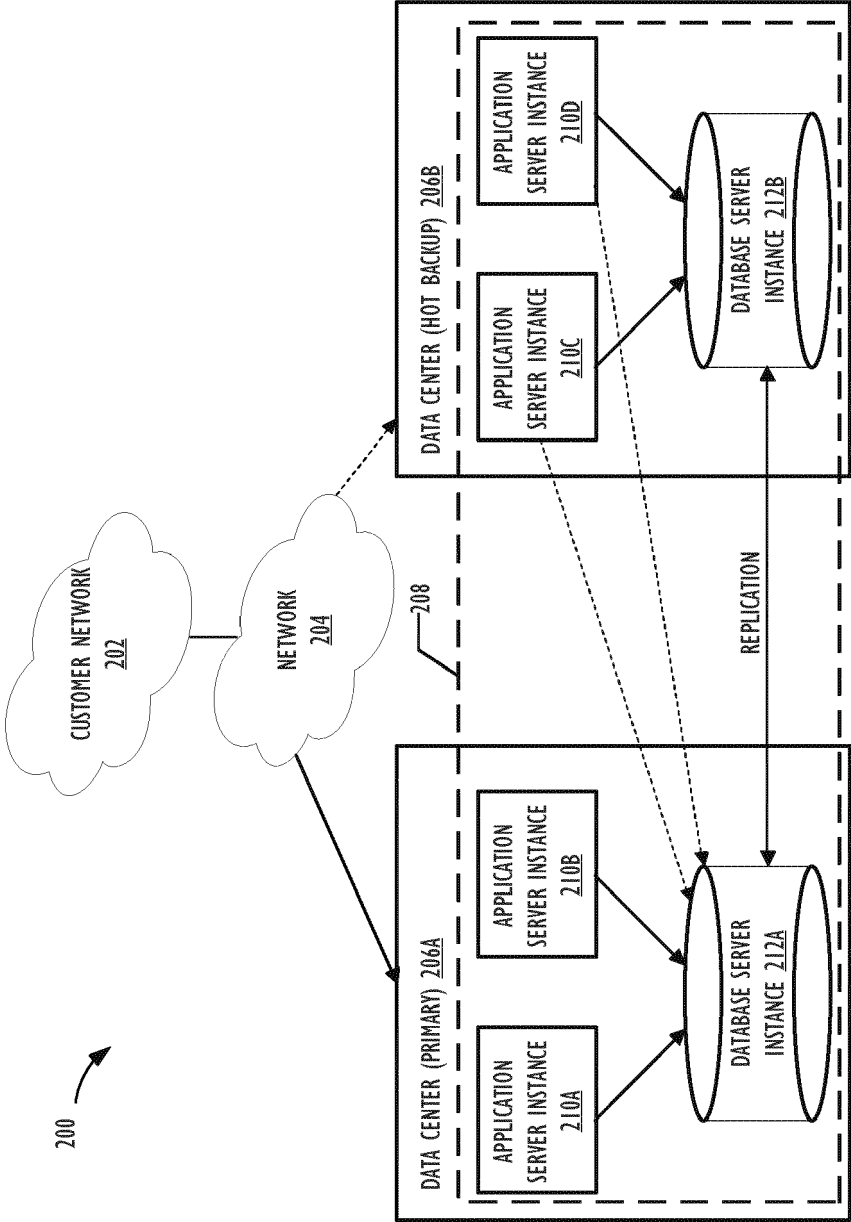 200
CUSTOMER NETWORK
202
NETWORK
204
208
DATA CENTER (PRIMARY) 206A
APPLICATION
SERVER INSTANCE
210A
APPLICATION
SERVER INSTANCE
210B
DATABASE SERVER
INSTANCE 212A
REPLICATION
DATA CENTER (HOT BACKUP) 206B
APPLICATION
SERVER INSTANCE
210C
APPLICATION
SERVER INSTANCE
210D
DATABASE SERVER
INSTANCE 212B